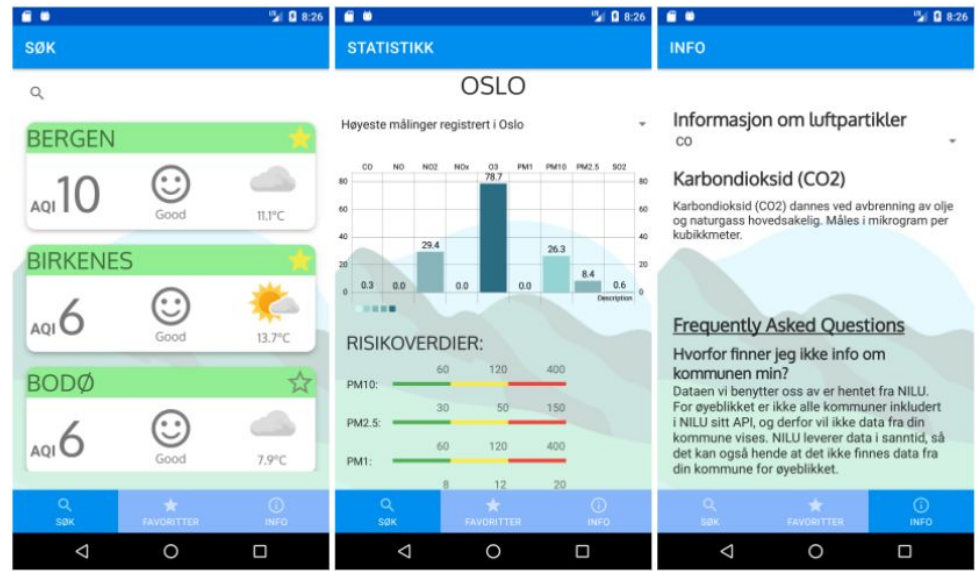 8:26
SØK
BERGEN
AQI 10
Good
11.1°C
BIRKENES
AQI 6
Good
13.7°C
BODØ
AQI 6
Good
7.9°C
SØK
FAVORITTER
INFO
8:26
STATISTIKK
OSLO
Høyeste målinger registrert i Oslo
CO NO NO2 NOx O3 PM1 PM10 PM2.5 SO2
80 78.7 80
60 60
40 40
29.4 26.3
20 20
8.4
0 0.3 0.0 0.0 0.0 0.6 0
Description
RISIKOVERDIER:
60 120 400
PM10:
30 50 150
PM2.5:
60 120 400
PM1:
8 12 20
SØK
FAVORITTER
INFO
8:26
INFO
Informasjon om luftpartikler
CO
Karbondioksid (CO2)
Karbondioksid (CO2) dannes ved avbrenning av olje
og naturgass hovedsakelig. Måles i mikrogram per
kubikkmeter.
Frequently Asked Questions
Hvorfor finner jeg ikke info om
kommunen min?
Dataen vi benytter oss av er hentet fra NILU.
For øyeblikket er ikke alle kommuner inkludert
i NILU sitt API, og derfor vil ikke data fra din
kommune vises. NILU leverer data i sanntid, så
det kan også hende at det ikke finnes data fra
din kommune for øyeblikket.
SØK
FAVORITTER
INFO